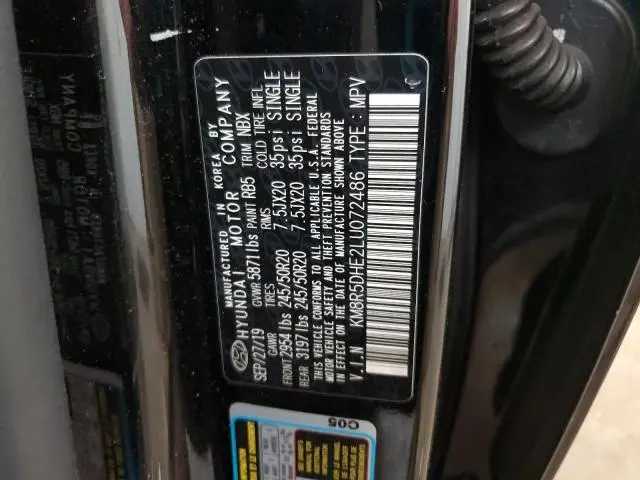 MANUFACTURED IN KOREA BY
HYUNDAI MOTOR COMPANY
SEP/27/19 GVWR 5871lbs PAINT RB5 TRIM NBX
GAWR TIRES RIMS COLD TIRE INFL.
FRONT 2954 lbs 245/50R20 7.5JX20 35psi SINGLE
REAR 3197 lbs 245/50R20 7.5JX20 35psi SINGLE
THIS VEHICLE CONFORMS TO ALL APPLICABLE U.S.A. FEDERAL
MOTOR VEHICLE SAFETY AND THEFT PREVENTION STANDARDS
IN EFFECT ON THE DATE OF MANUFACTURE SHOWN ABOVE
V.I.N KM8R5DHE2LU072486 TYPE : MPV
C05